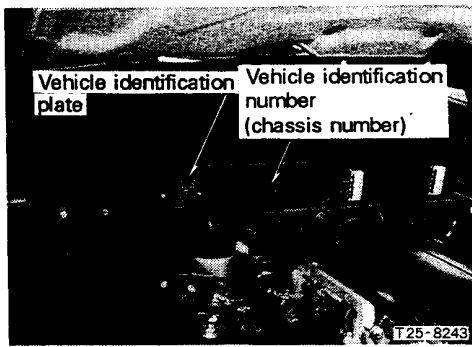 Vehicle identification
plate
Vehicle identification
number
(chassis number)
T25-8243